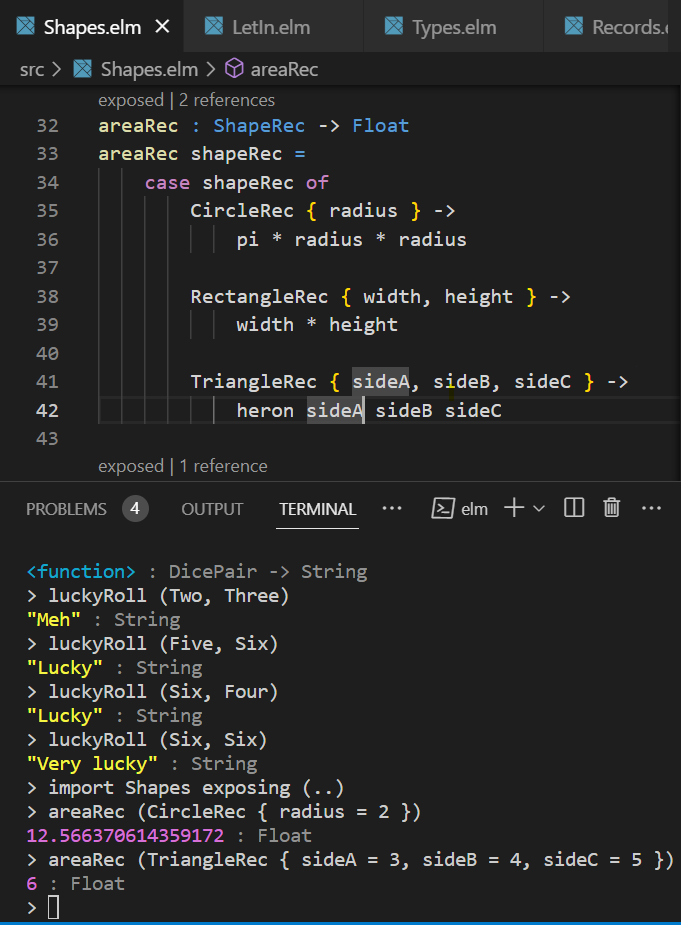 Shapes.elm LetIn.elm Types.elm Records.
src > Shapes.elm > areaRec
exposed | 2 references
32 areaRec : ShapeRec -> Float
33 areaRec shapeRec =
34 case shapeRec of
35 CircleRec { radius } ->
36 pi * radius * radius
37
38 RectangleRec { width, height } ->
39 width * height
40
41 TriangleRec { sideA, sideB, sideC } ->
42 heron sideA sideB sideC
43
exposed | 1 reference
PROBLEMS 4 OUTPUT TERMINAL ··· elm
<function> : DicePair -> String
> luckyRoll (Two, Three)
"Meh" : String
> luckyRoll (Five, Six)
"Lucky" : String
> luckyRoll (Six, Four)
"Lucky" : String
> luckyRoll (Six, Six)
"Very lucky" : String
> import Shapes exposing (..)
> areaRec (CircleRec { radius = 2 })
12.566370614359172 : Float
> areaRec (TriangleRec { sideA = 3, sideB = 4, sideC = 5 })
6 : Float
>